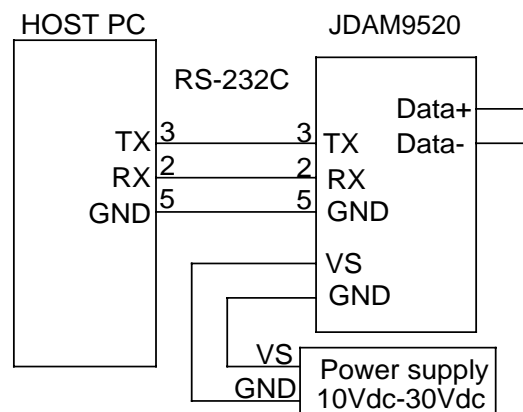 HOST PC
JDAM9520
RS-232C
Data+
TX 3 3 TX Data-
RX 2 2 RX
GND 5 5 GND
VS
GND
VS
Power supply
GND
10Vdc-30Vdc